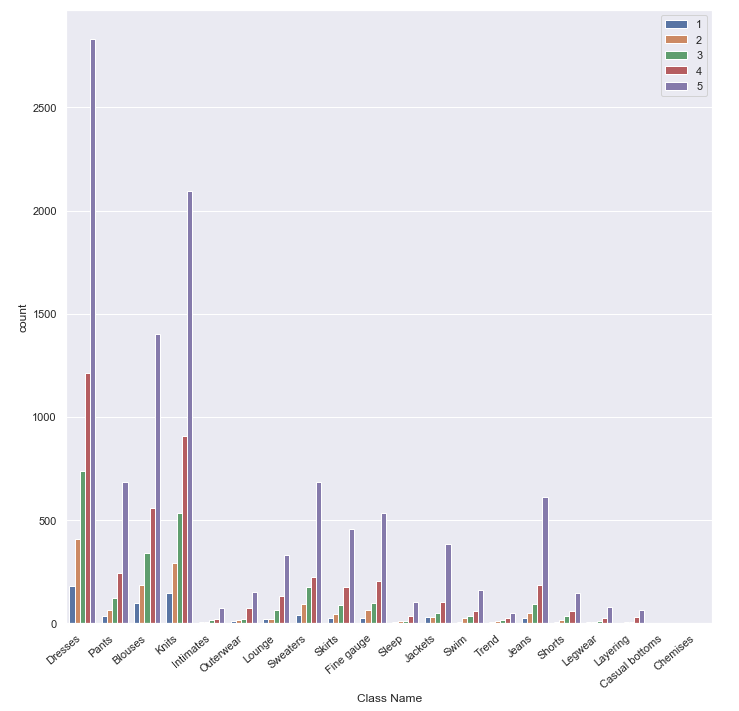 1
2
3
4
5
2500
2000
1500
1000
500
0
count
Dresses
Pants
Blouses
Knits
Intimates
Outerwear
Lounge
Sweaters
Skirts
Fine gauge
Sleep
Jackets
Swim
Trend
Jeans
Shorts
Legwear
Layering
Casual bottoms
Chemises
Class Name